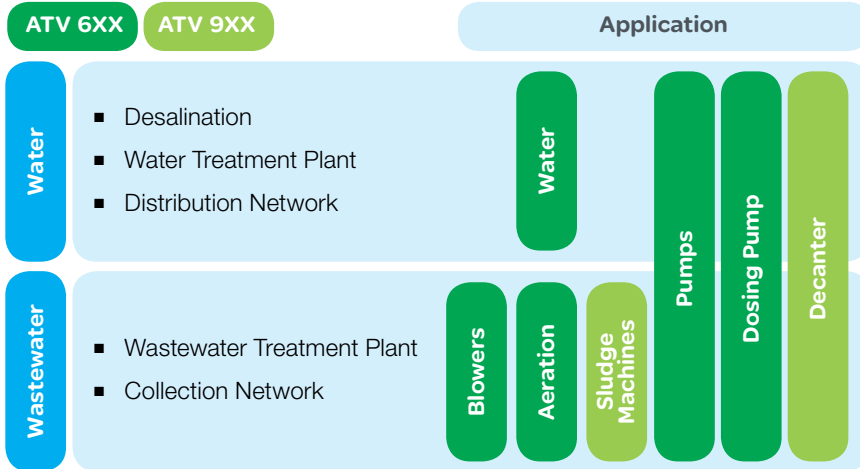 ATV 6XX
ATV 9XX
Application
Water
Desalination
Water Treatment Plant
Distribution Network
Water
Wastewater
Wastewater Treatment Plant
Collection Network
Blowers
Aeration
Sludge
Machines
Pumps
Dosing Pump
Decanter